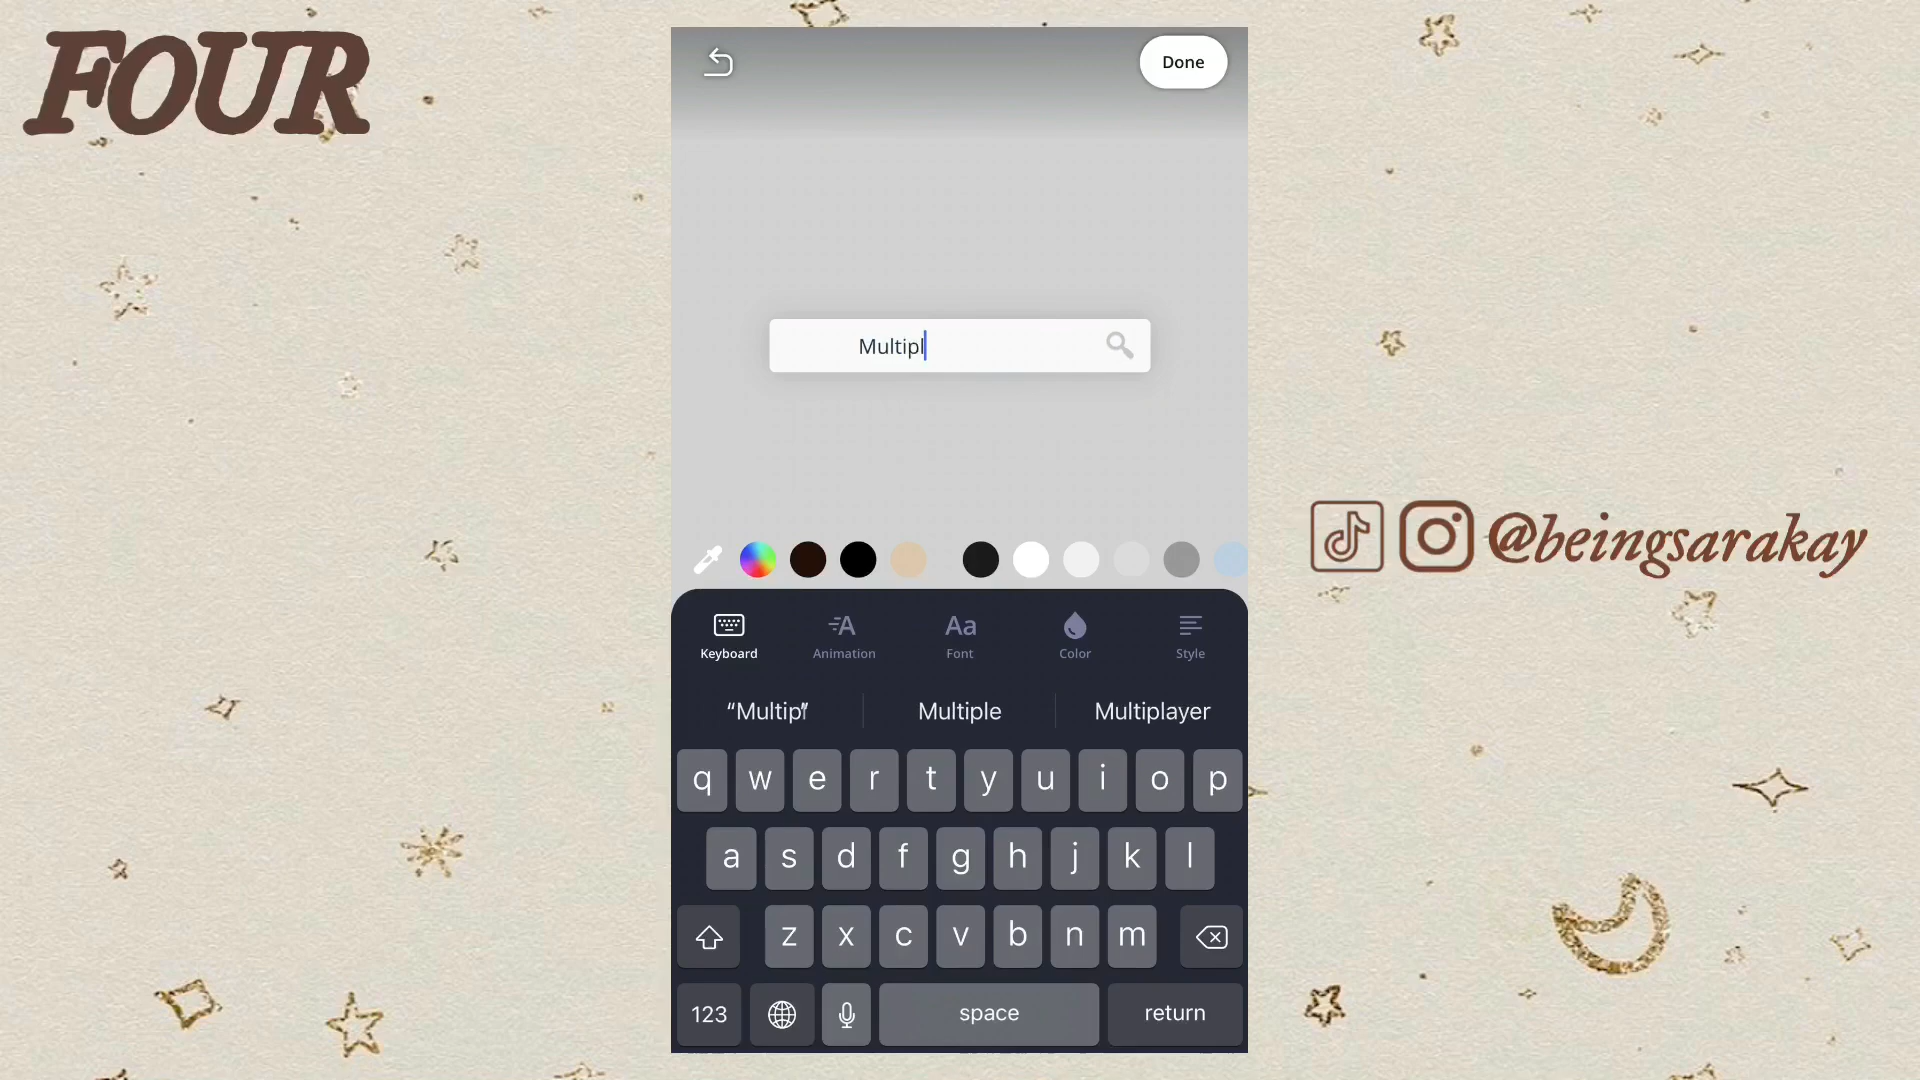 FOUR
Done
Multipl
@beingsarakay
Keyboard
Animation
Font
Color
Style
“Multip”
Multiple
Multiplayer
q w e r t y u i o p
a s d f g h j k l
z x c v b n m
123
space
return